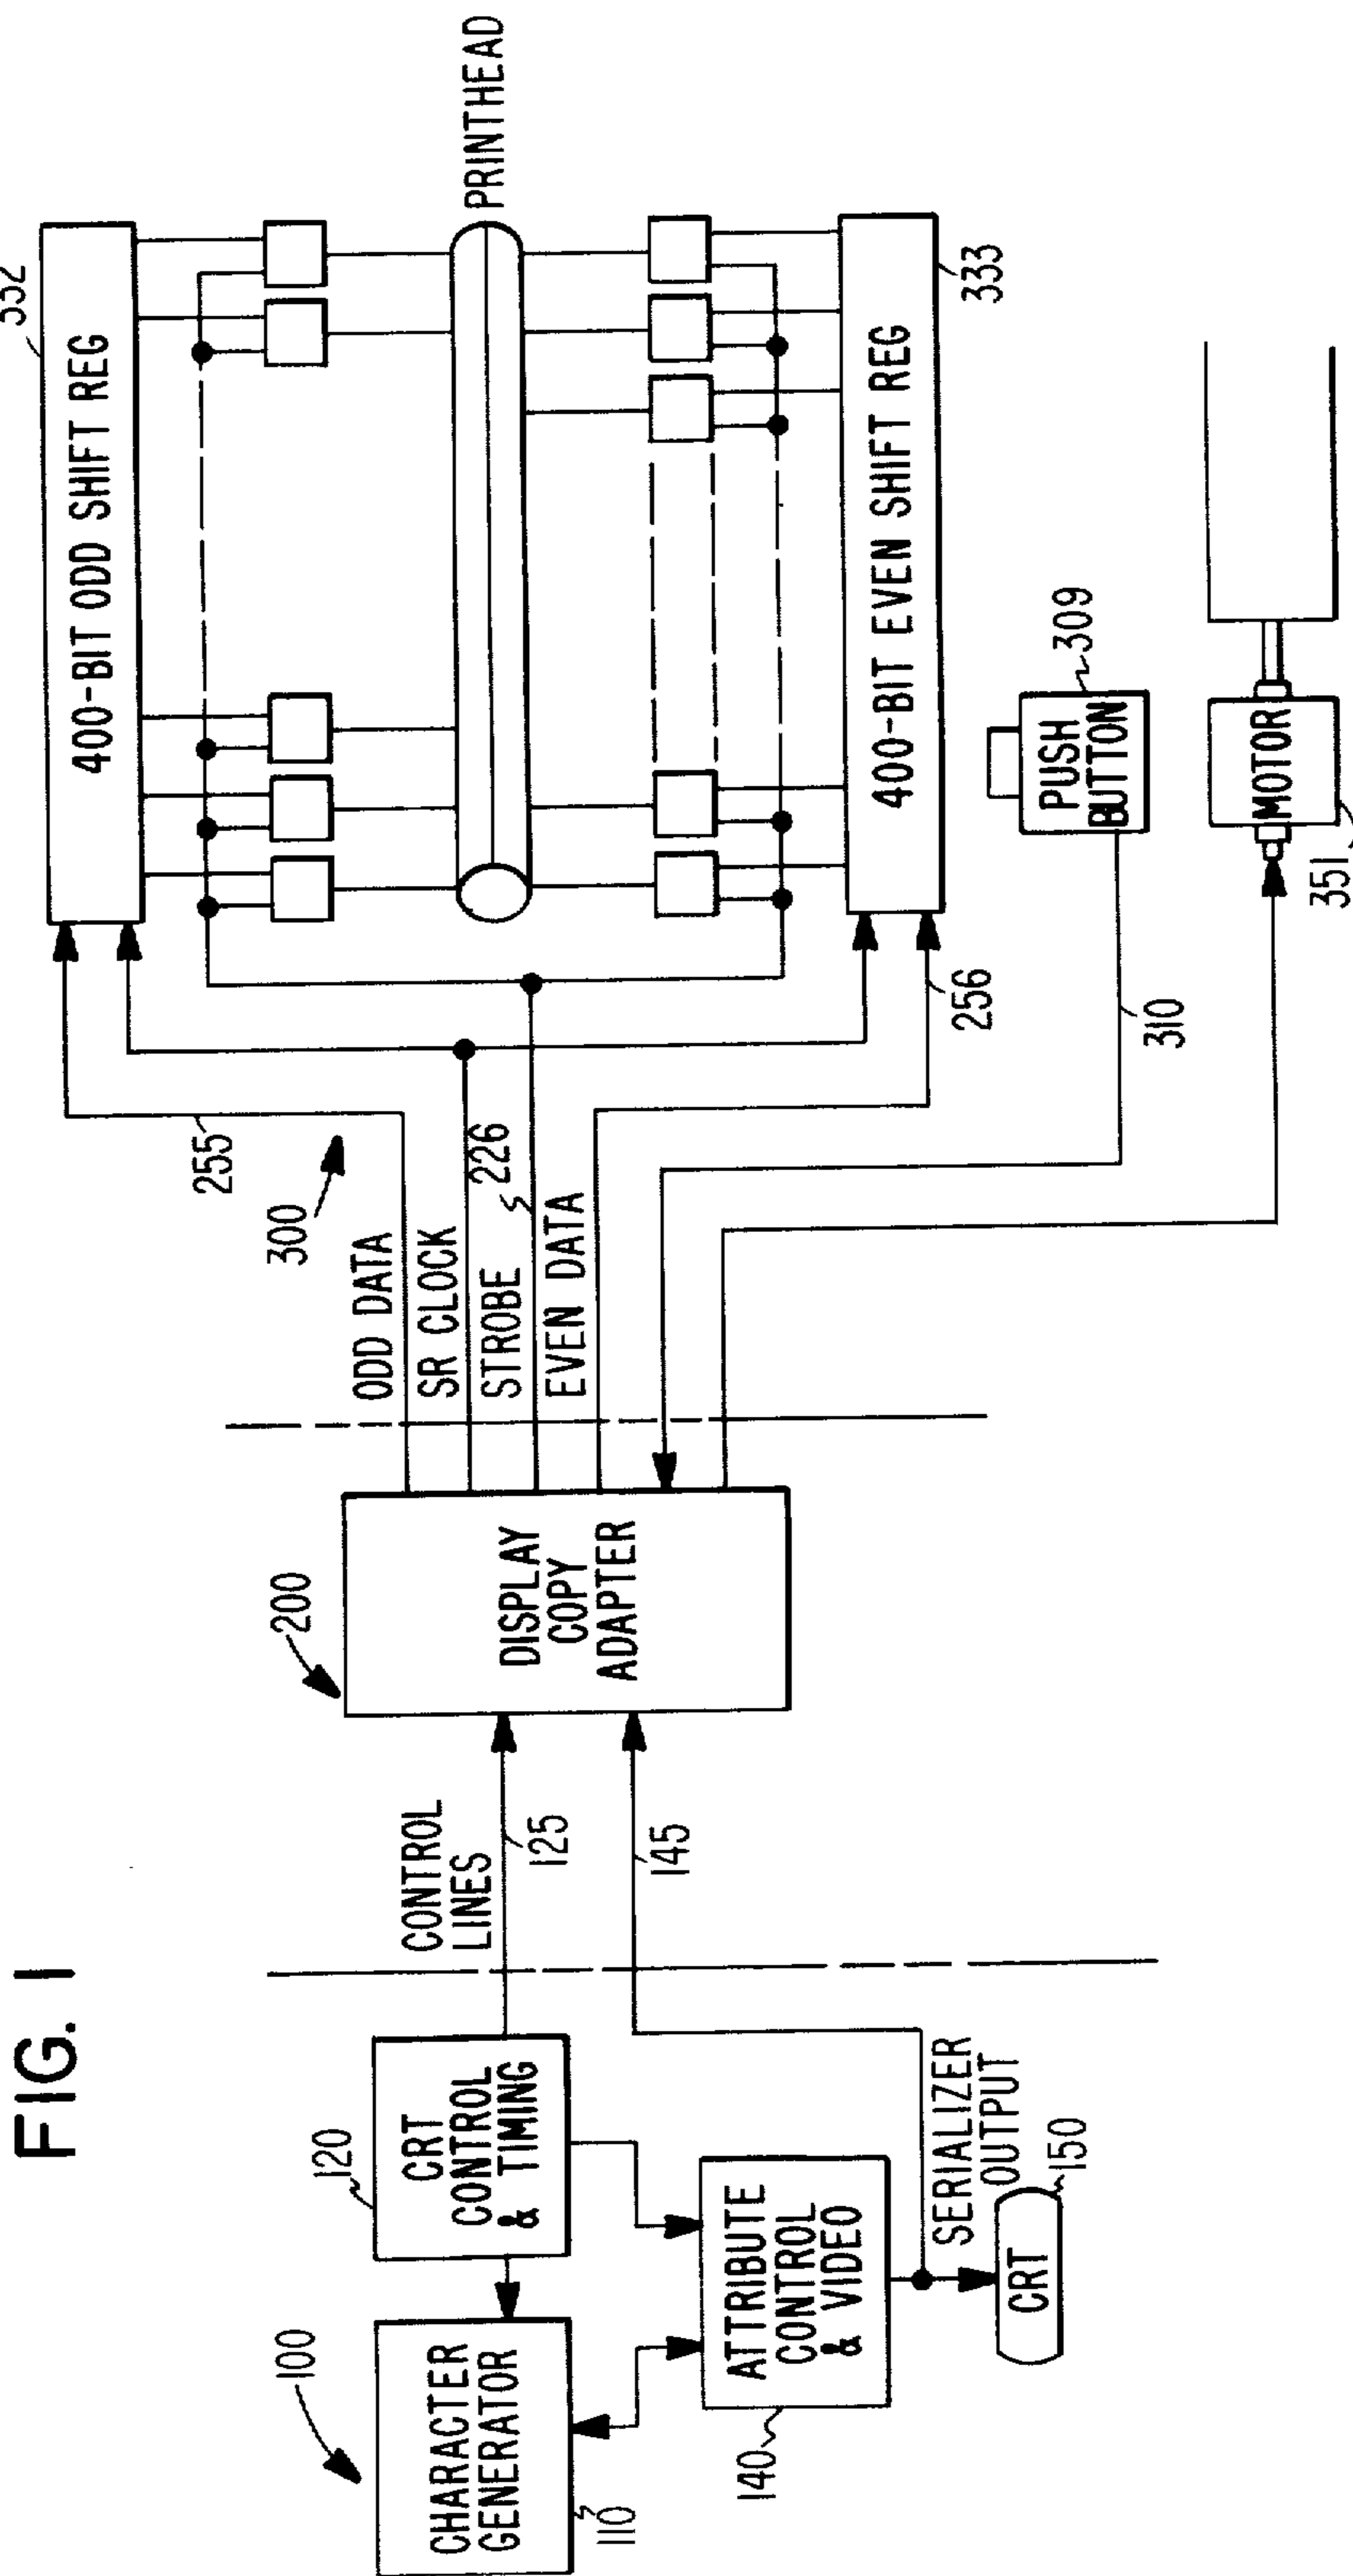 FIG. 1
100
CHARACTER
GENERATOR
110
120
CRT
CONTROL
& TIMING
ATTRIBUTE
CONTROL
& VIDEO
140
SERIALIZER
OUTPUT
CRT
150
CONTROL
LINES
125
145
200
DISPLAY
COPY
ADAPTER
300
ODD DATA
SR CLOCK
STROBE
226
EVEN DATA
255
256
310
400-BIT ODD SHIFT REG
332
PRINTHEAD
400-BIT EVEN SHIFT REG
333
PUSH
BUTTON
309
MOTOR
351